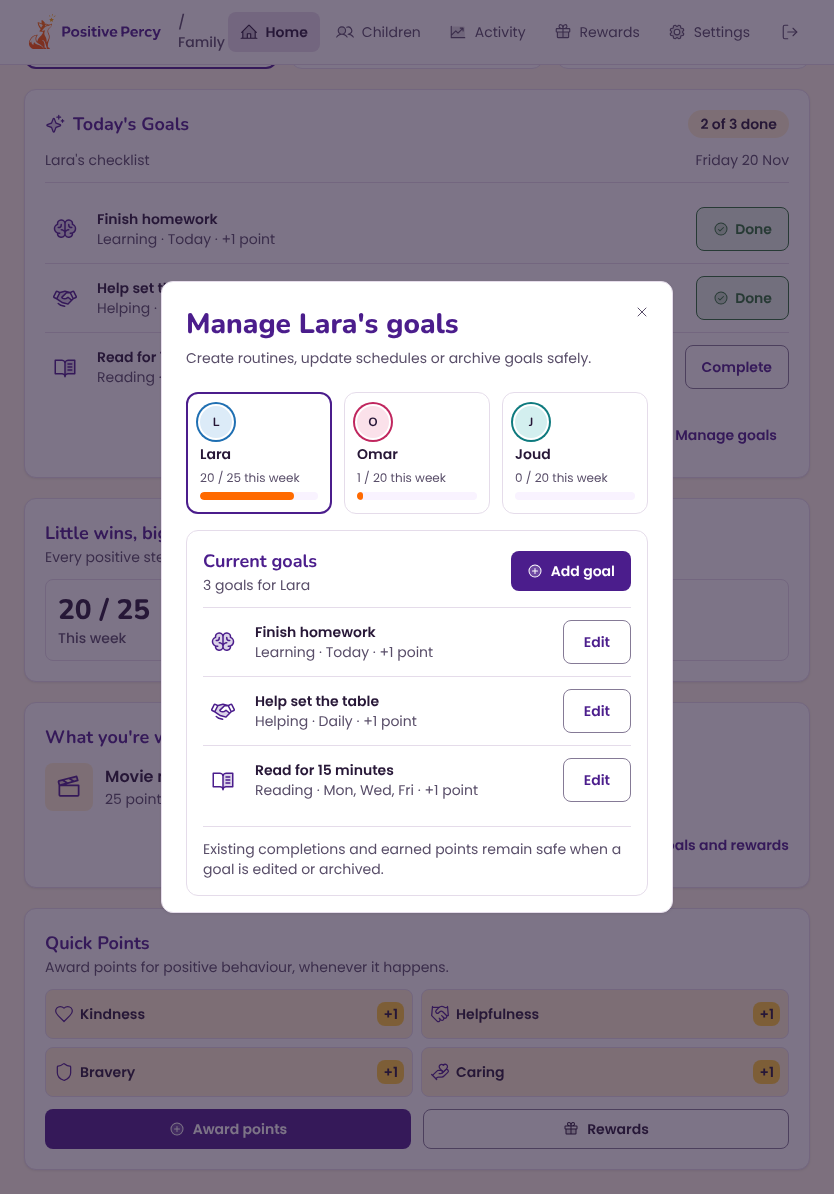 Positive Percy
/
Family
Home
Children
Activity
Rewards
Settings
Today's Goals
2 of 3 done
Lara's checklist
Friday 20 Nov
Finish homework
Learning · Today · +1 point
Done
Help set t
Helping ·
Done
Read for
Reading ·
Complete
Manage goals
Manage Lara's goals
Create routines, update schedules or archive goals safely.
L
Lara
20 / 25 this week
O
Omar
1 / 20 this week
J
Joud
0 / 20 this week
Current goals
3 goals for Lara
Add goal
Finish homework
Learning · Today · +1 point
Edit
Help set the table
Helping · Daily · +1 point
Edit
Read for 15 minutes
Reading · Mon, Wed, Fri · +1 point
Edit
Existing completions and earned points remain safe when a
goal is edited or archived.
Little wins, big
Every positive ste
20 / 25
This week
What you're w
Movie
25 point
als and rewards
Quick Points
Award points for positive behaviour, whenever it happens.
Kindness
+1
Helpfulness
+1
Bravery
+1
Caring
+1
Award points
Rewards